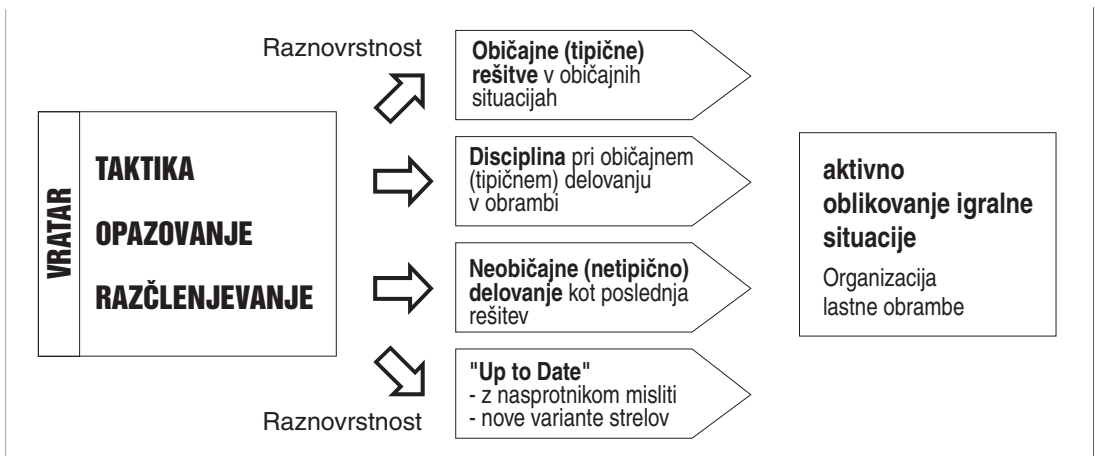 Raznovrstnost
VRATAR
TAKTIKA
OPAZOVANJE
RAZČLENJEVANJE
Običajne (tipične)
rešitve v običajnih
situacijah
Disciplina pri običajnem
(tipičnem) delovanju
v obrambi
Neobičajne (netipično)
delovanje kot poslednja
rešitev
"Up to Date"
- z nasprotnikom misliti
- nove variante strelov
Raznovrstnost
aktivno
oblikovanje igralne
situacije
Organizacija
lastne obrambe